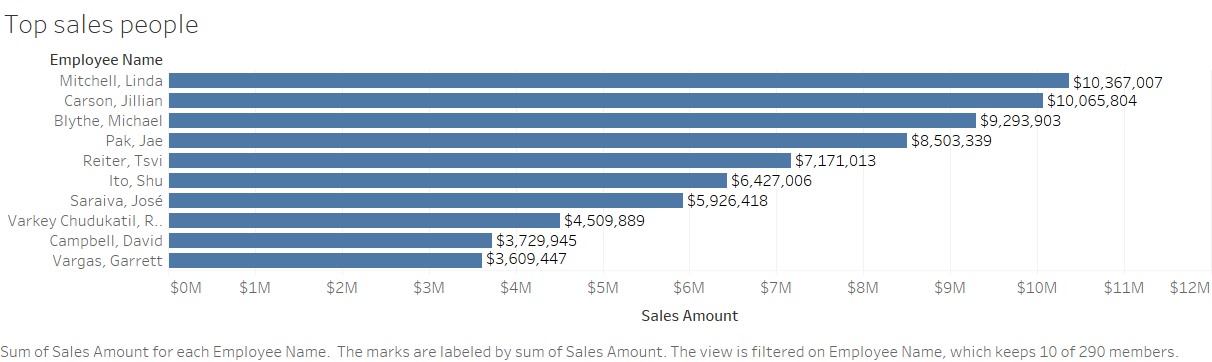 Top sales people
Employee Name
Mitchell, Linda $10,367,007
Carson, Jillian $10,065,804
Blythe, Michael $9,293,903
Pak, Jae $8,503,339
Reiter, Tsvi $7,171,013
Ito, Shu $6,427,006
Saraiva, José $5,926,418
Varkey Chudukatil, R.. $4,509,889
Campbell, David $3,729,945
Vargas, Garrett $3,609,447
$0M $1M $2M $3M $4M $5M $6M $7M $8M $9M $10M $11M $12M
Sales Amount
Sum of Sales Amount for each Employee Name.  The marks are labeled by sum of Sales Amount. The view is filtered on Employee Name, which keeps 10 of 290 members.